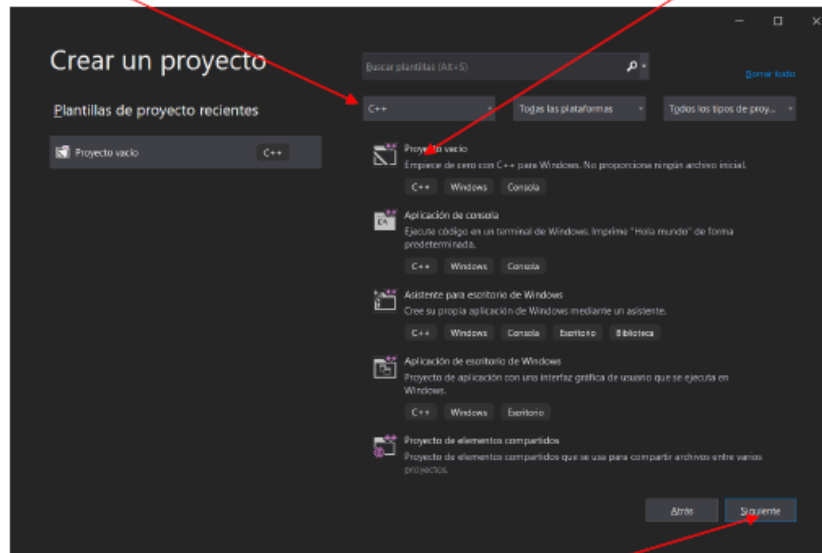 Crear un proyecto
Buscar plantillas (Alt+S)
Borrar todo
Plantillas de proyecto recientes
C++
Todas las plataformas
Todos los tipos de proy...
Proyecto vacío
C++
Proyecto vacío
Empiece de cero con C++ para Windows. No proporciona ningún archivo inicial.
C++ Windows Consola
Aplicación de consola
Ejecute código en un terminal de Windows. Imprime "Hola mundo" de forma
predeterminada.
C++ Windows Consola
Asistente para escritorio de Windows
Cree su propia aplicación de Windows mediante un asistente.
C++ Windows Consola Escritorio Biblioteca
Aplicación de escritorio de Windows
Proyecto de aplicación con una interfaz gráfica de usuario que se ejecuta en
Windows.
C++ Windows Escritorio
Proyecto de elementos compartidos
Proyecto de elementos compartidos que se usa para compartir archivos entre varios
proyectos.
Atrás
Siguiente